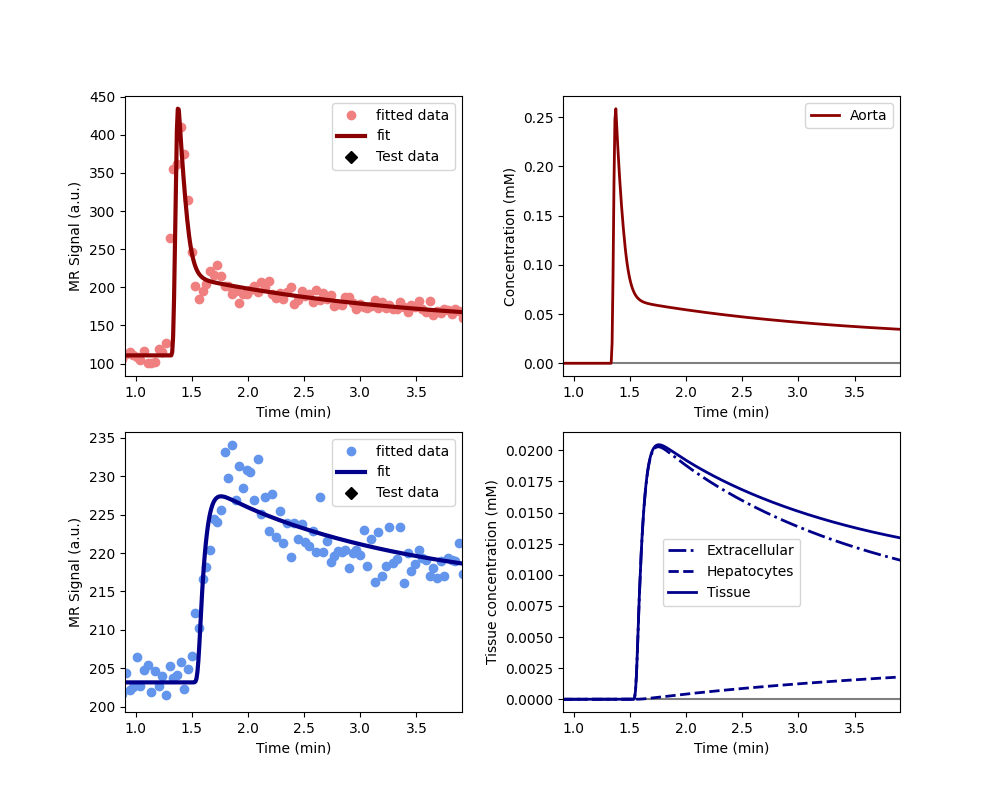 450
400
350
300
250
200
150
100
MR Signal (a.u.)
fitted data
fit
Test data
1.0 1.5 2.0 2.5 3.0 3.5
Time (min)
0.25
0.20
0.15
0.10
0.05
0.00
Concentration (mM)
Aorta
1.0 1.5 2.0 2.5 3.0 3.5
Time (min)
235
230
225
220
215
210
205
200
MR Signal (a.u.)
fitted data
fit
Test data
1.0 1.5 2.0 2.5 3.0 3.5
Time (min)
0.0200
0.0175
0.0150
0.0125
0.0100
0.0075
0.0050
0.0025
0.0000
Tissue concentration (mM)
Extracellular
Hepatocytes
Tissue
1.0 1.5 2.0 2.5 3.0 3.5
Time (min)